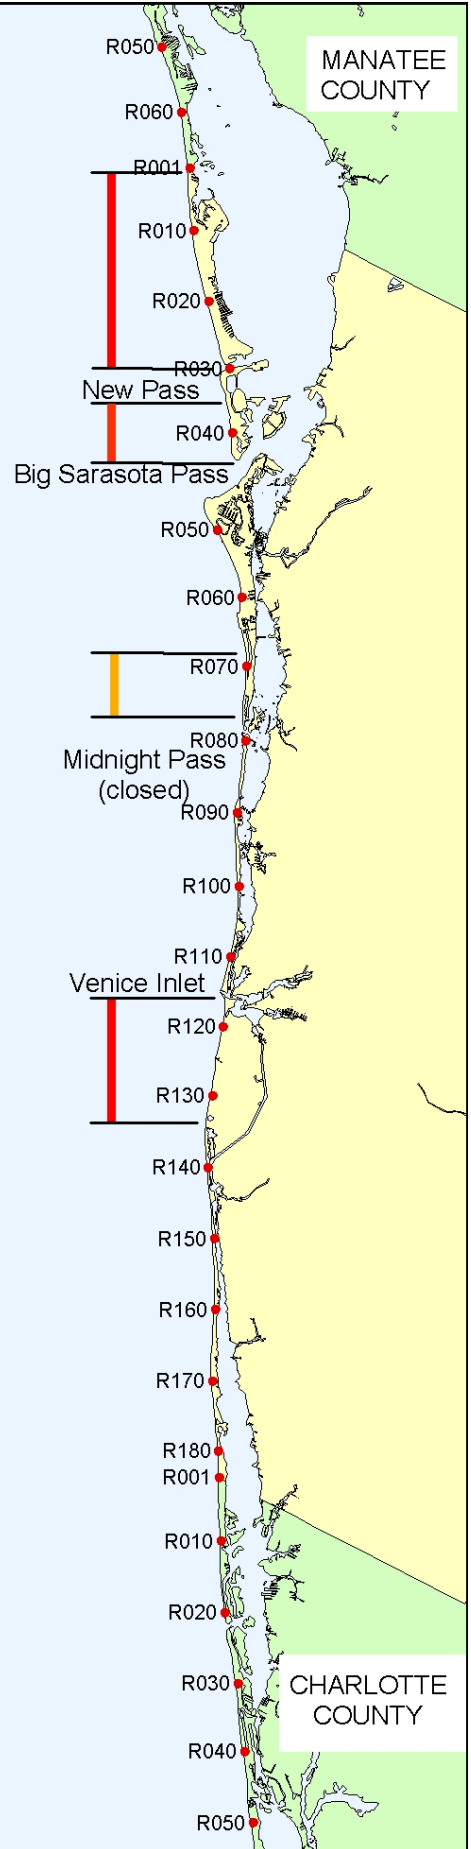 R050
MANATEE
COUNTY
R060
R001
R010
R020
R030
New Pass
R040
Big Sarasota Pass
R050
R060
R070
R080
Midnight Pass
(closed)
R090
R100
R110
Venice Inlet
R120
R130
R140
R150
R160
R170
R180
R001
R010
R020
R030
CHARLOTTE
COUNTY
R040
R050